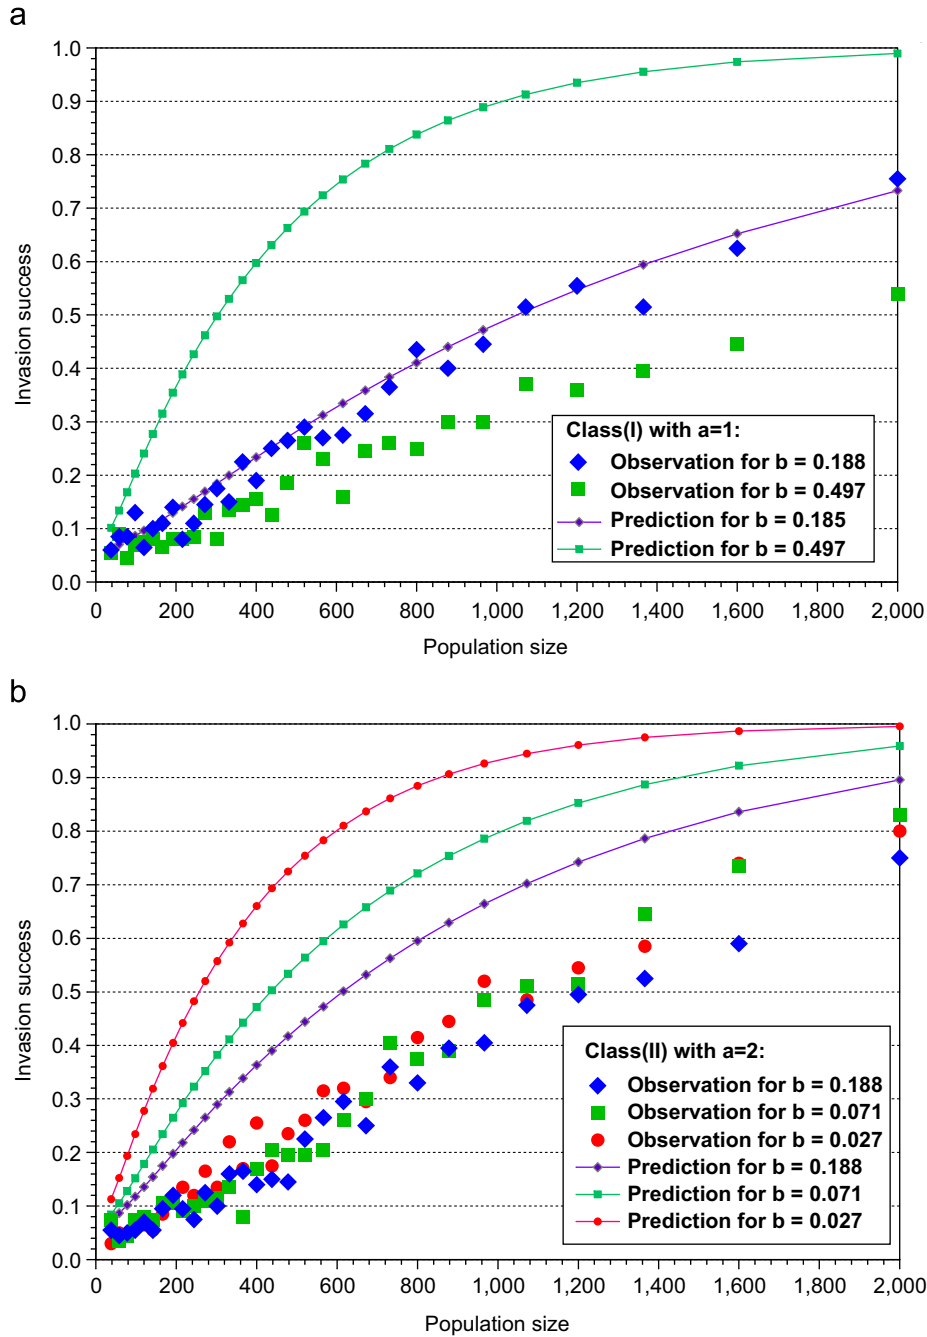 a
1.0
0.9
0.8
0.7
0.6
0.5
0.4
0.3
0.2
0.1
0.0
Invasion success
Class(I) with a=1:
Observation for b = 0.188
Observation for b = 0.497
Prediction for b = 0.185
Prediction for b = 0.497
0 200 400 600 800 1,000 1,200 1,400 1,600 1,800 2,000
Population size
b
1.0
0.9
0.8
0.7
0.6
0.5
0.4
0.3
0.2
0.1
0.0
Invasion success
Class(II) with a=2:
Observation for b = 0.188
Observation for b = 0.071
Observation for b = 0.027
Prediction for b = 0.188
Prediction for b = 0.071
Prediction for b = 0.027
0 200 400 600 800 1,000 1,200 1,400 1,600 1,800 2,000
Population size